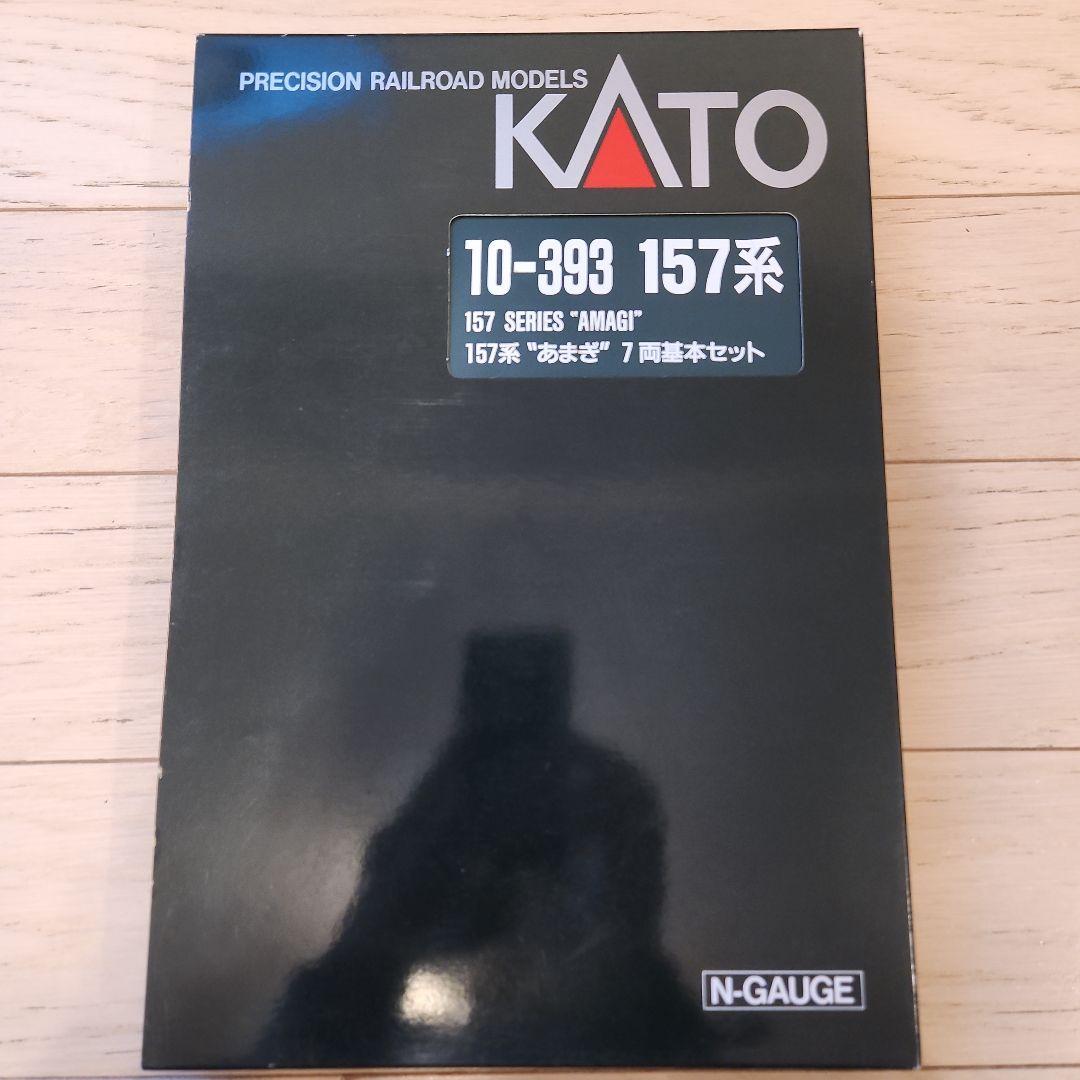 PRECISION RAILROAD MODELS
KATO
10-393 157系
157 SERIES "AMAGI"
157系 "あまぎ" 7両基本セット
N-GAUGE